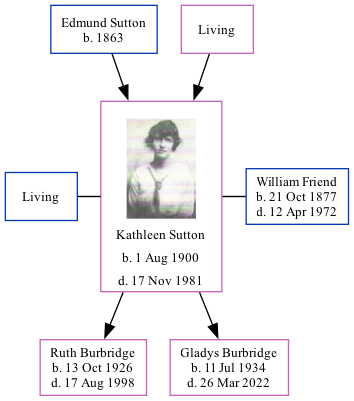 Edmund Sutton
b. 1863
Living
Living
Kathleen Sutton
b. 1 Aug 1900
d. 17 Nov 1981
William Friend
b. 21 Oct 1877
d. 12 Apr 1972
Ruth Burbridge
b. 13 Oct 1926
d. 17 Aug 1998
Gladys Burbridge
b. 11 Jul 1934
d. 26 Mar 2022